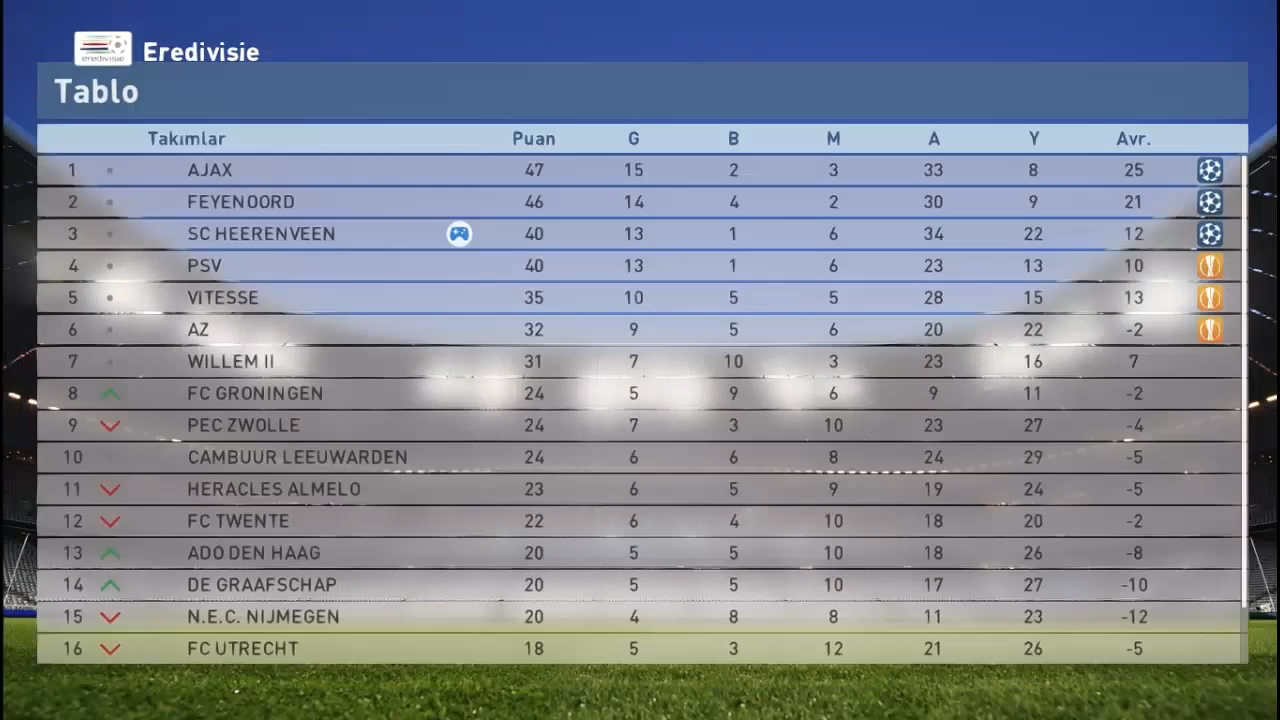 eredivisie Eredivisie
Tablo
Takımlar Puan G B M A Y Avr.
1 AJAX 47 15 2 3 33 8 25
2 FEYENOORD 46 14 4 2 30 9 21
3 SC HEERENVEEN 40 13 1 6 34 22 12
4 PSV 40 13 1 6 23 13 10
5 VITESSE 35 10 5 5 28 15 13
6 AZ 32 9 5 6 20 22 -2
7 WILLEM II 31 7 10 3 23 16 7
8 FC GRONINGEN 24 5 9 6 9 11 -2
9 PEC ZWOLLE 24 7 3 10 23 27 -4
10 CAMBUUR LEEUWARDEN 24 6 6 8 24 29 -5
11 HERACLES ALMELO 23 6 5 9 19 24 -5
12 FC TWENTE 22 6 4 10 18 20 -2
13 ADO DEN HAAG 20 5 5 10 18 26 -8
14 DE GRAAFSCHAP 20 5 5 10 17 27 -10
15 N.E.C. NIJMEGEN 20 4 8 8 11 23 -12
16 FC UTRECHT 18 5 3 12 21 26 -5